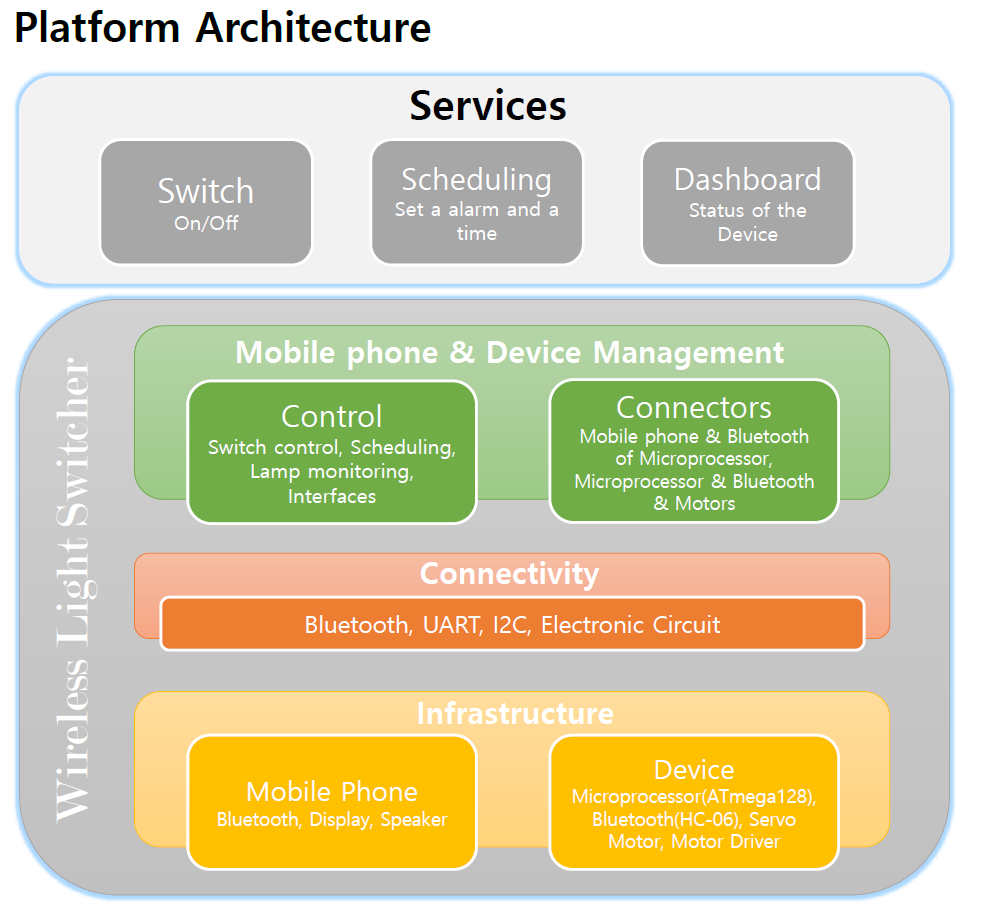 Platform Architecture
Services
Switch
On/Off
Scheduling
Set a alarm and a
time
Dashboard
Status of the
Device
Wireless Light Switcher
Mobile phone & Device Management
Control
Switch control, Scheduling,
Lamp monitoring,
Interfaces
Connectors
Mobile phone & Bluetooth
of Microprocessor,
Microprocessor & Bluetooth
& Motors
Connectivity
Bluetooth, UART, I2C, Electronic Circuit
Infrastructure
Mobile Phone
Bluetooth, Display, Speaker
Device
Microprocessor(ATmega128),
Bluetooth(HC-06), Servo
Motor, Motor Driver